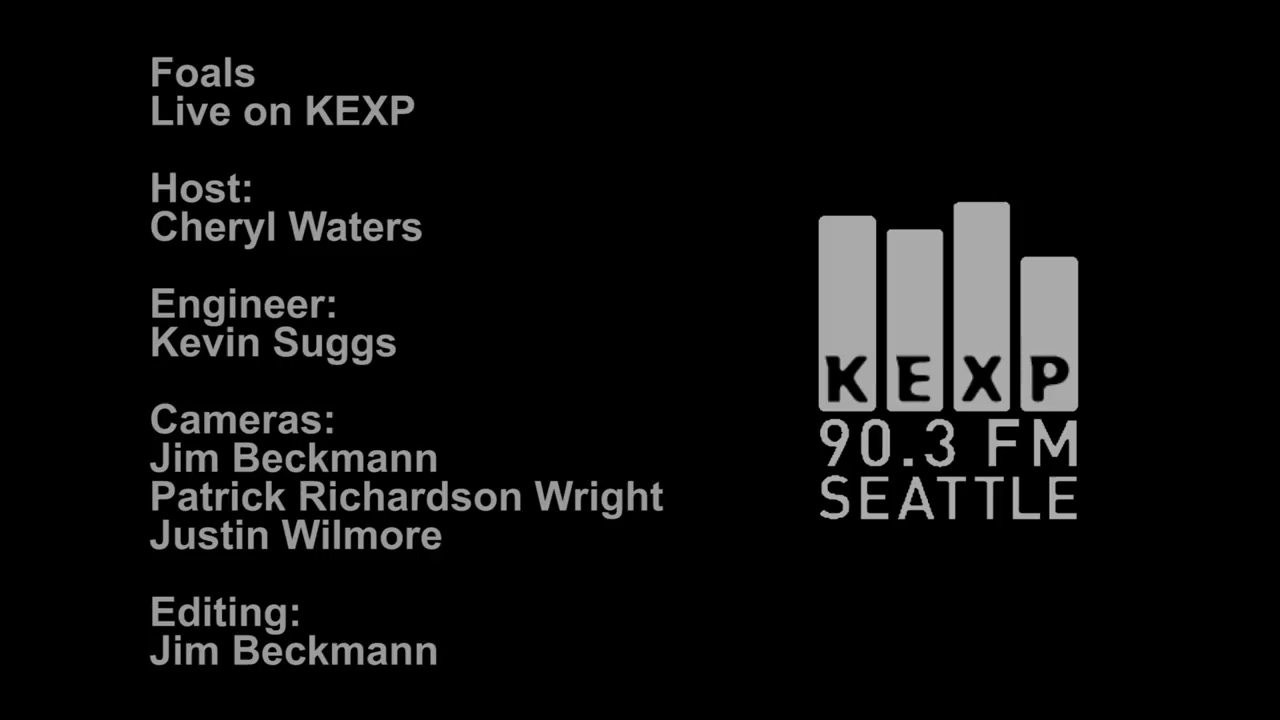 Foals
Live on KEXP
Host:
Cheryl Waters
Engineer:
Kevin Suggs
Cameras:
Jim Beckmann
Patrick Richardson Wright
Justin Wilmore
Editing:
Jim Beckmann
KEXP
90.3 FM
SEATTLE